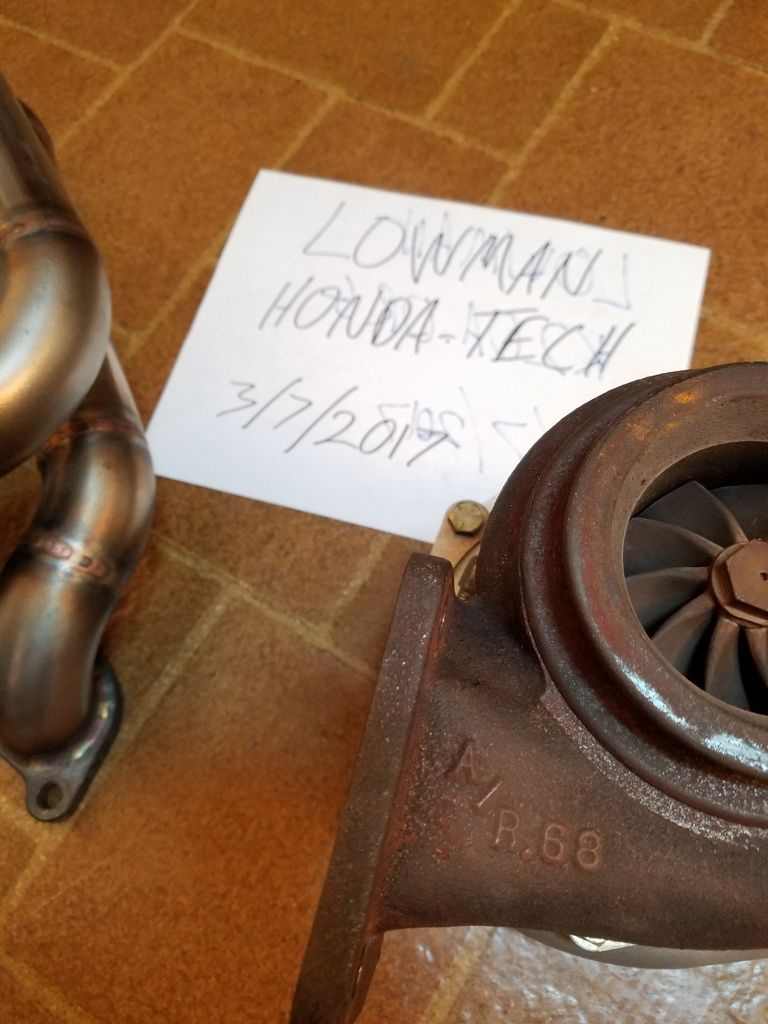 LOWMAN
HONDA-TECH
3/7/2017
A/
R.68